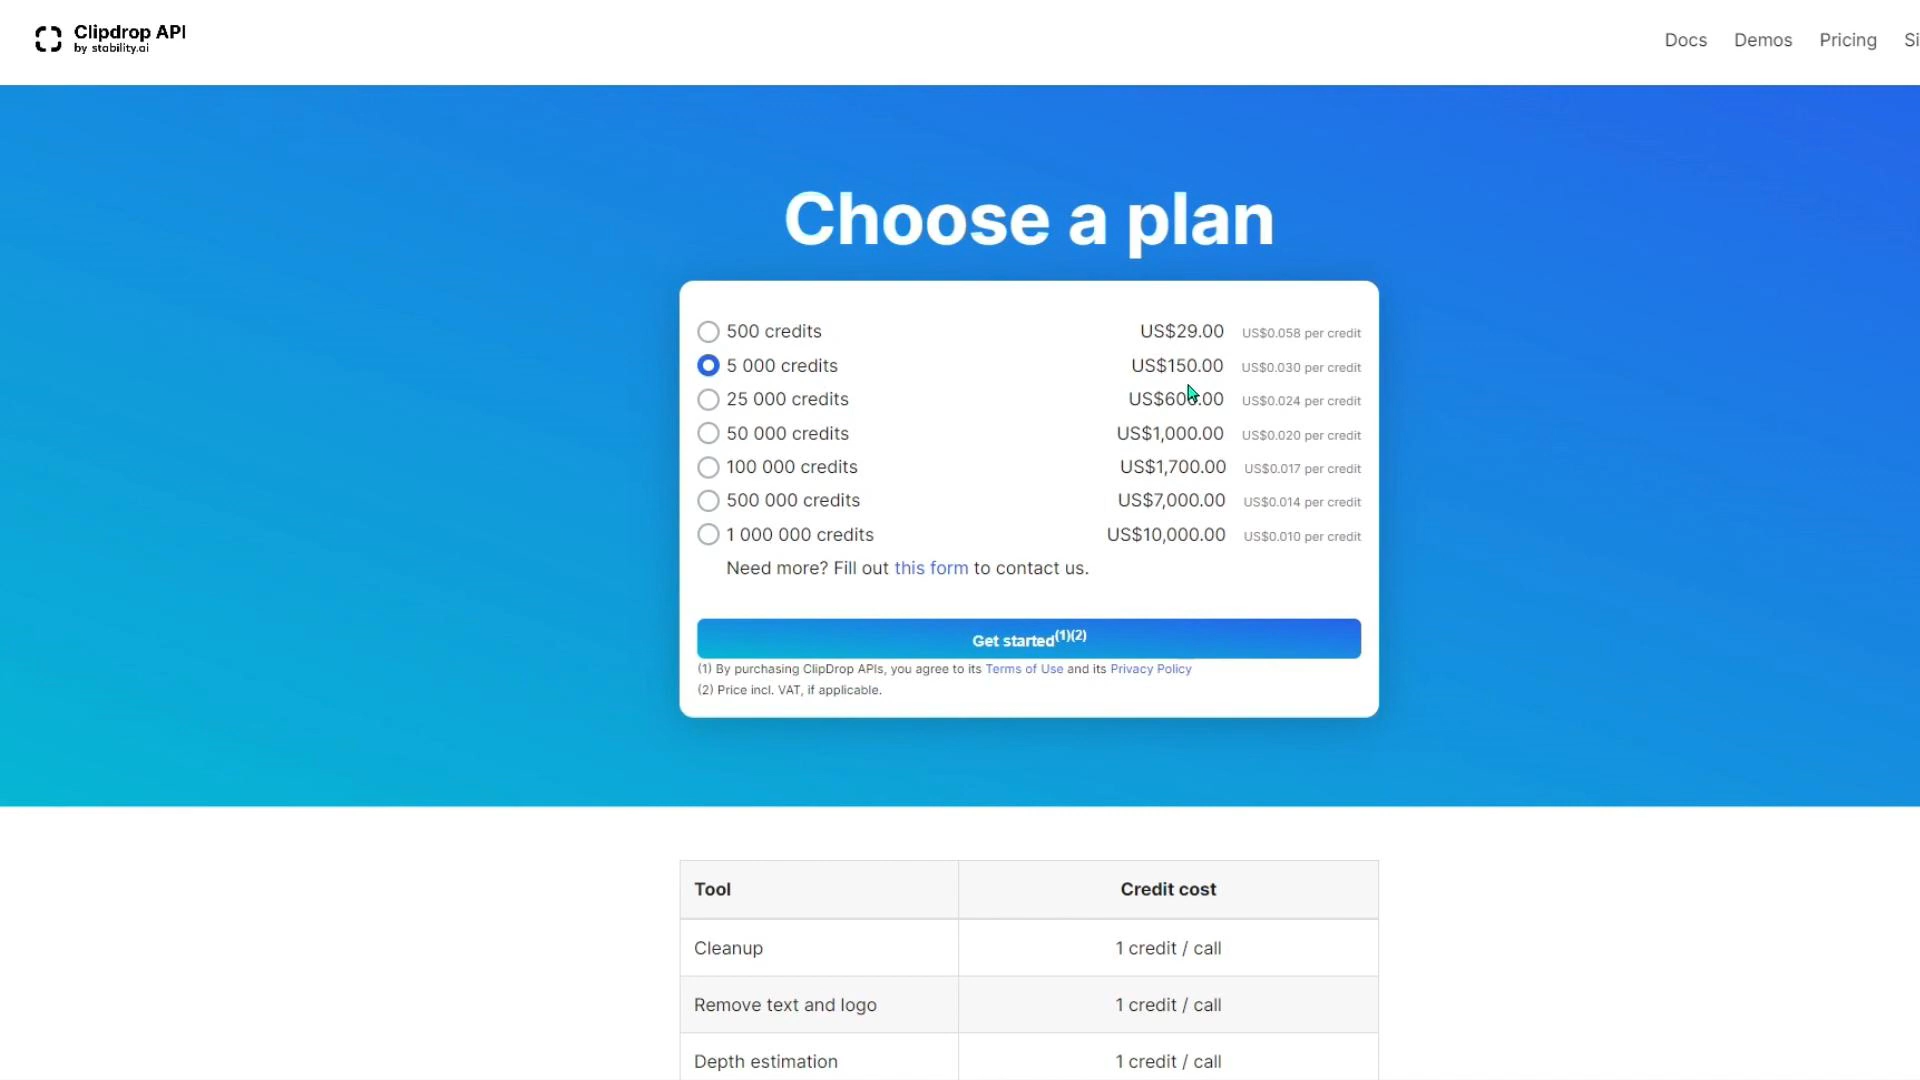 Clipdrop API
by stability.ai
Docs Demos Pricing Si
Choose a plan
500 credits US$29.00 US$0.058 per credit
5 000 credits US$150.00 US$0.030 per credit
25 000 credits US$600.00 US$0.024 per credit
50 000 credits US$1,000.00 US$0.020 per credit
100 000 credits US$1,700.00 US$0.017 per credit
500 000 credits US$7,000.00 US$0.014 per credit
1 000 000 credits US$10,000.00 US$0.010 per credit
Need more? Fill out this form to contact us.
Get started(1)(2)
(1) By purchasing ClipDrop APIs, you agree to its Terms of Use and its Privacy Policy
(2) Price incl. VAT, if applicable.
Tool Credit cost
Cleanup 1 credit / call
Remove text and logo 1 credit / call
Depth estimation 1 credit / call